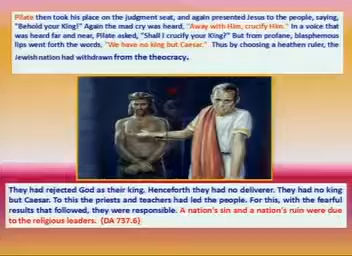 Pilate then took his place on the judgment seat, and again presented Jesus to the people, saying,
"Behold your King!" Again the mad cry was heard, "Away with Him, crucify Him." In a voice that
was heard far and near, Pilate asked, "Shall I crucify your King?" But from profane, blasphemous
lips went forth the words, "We have no king but Caesar." Thus by choosing a heathen ruler, the
Jewish nation had withdrawn from the theocracy.
They had rejected God as their king. Henceforth they had no deliverer. They had no king
but Caesar. To this the priests and teachers had led the people. For this, with the fearful
results that followed, they were responsible. A nation's sin and a nation's ruin were due
to the religious leaders. {DA 737.6}